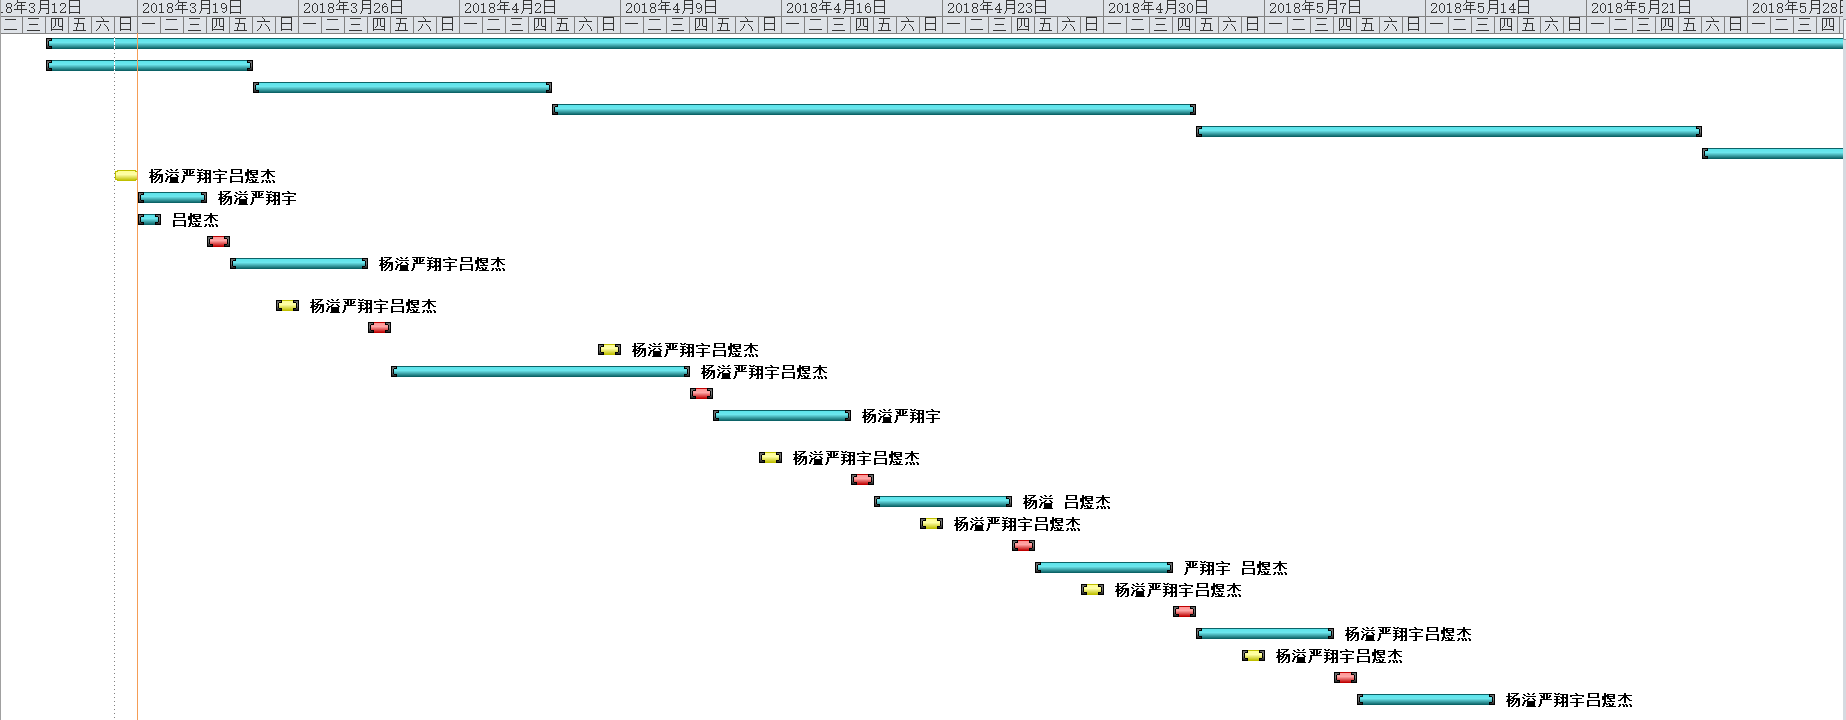 8年3月12日 2018年3月19日 2018年3月26日 2018年4月2日 2018年4月9日 2018年4月16日 2018年4月23日 2018年4月30日 2018年5月7日 2018年5月14日 2018年5月21日 2018年5月28
二 三 四 五 六 日 一 二 三 四 五 六 日 一 二 三 四 五 六 日 一 二 三 四 五 六 日 一 二 三 四 五 六 日 一 二 三 四 五 六 日 一 二 三 四 五 六 日 一 二 三 四 五 六 日 一 二 三 四 五 六 日 一 二 三 四 五 六 日 一 二 三 四 五 六 日 一 二 三 四
杨溢严翔宇吕煜杰
杨溢严翔宇
吕煜杰
杨溢严翔宇吕煜杰
杨溢严翔宇吕煜杰
杨溢严翔宇吕煜杰
杨溢严翔宇吕煜杰
杨溢严翔宇
杨溢严翔宇吕煜杰
杨溢 吕煜杰
杨溢严翔宇吕煜杰
严翔宇 吕煜杰
杨溢严翔宇吕煜杰
杨溢严翔宇吕煜杰
杨溢严翔宇吕煜杰
杨溢严翔宇吕煜杰